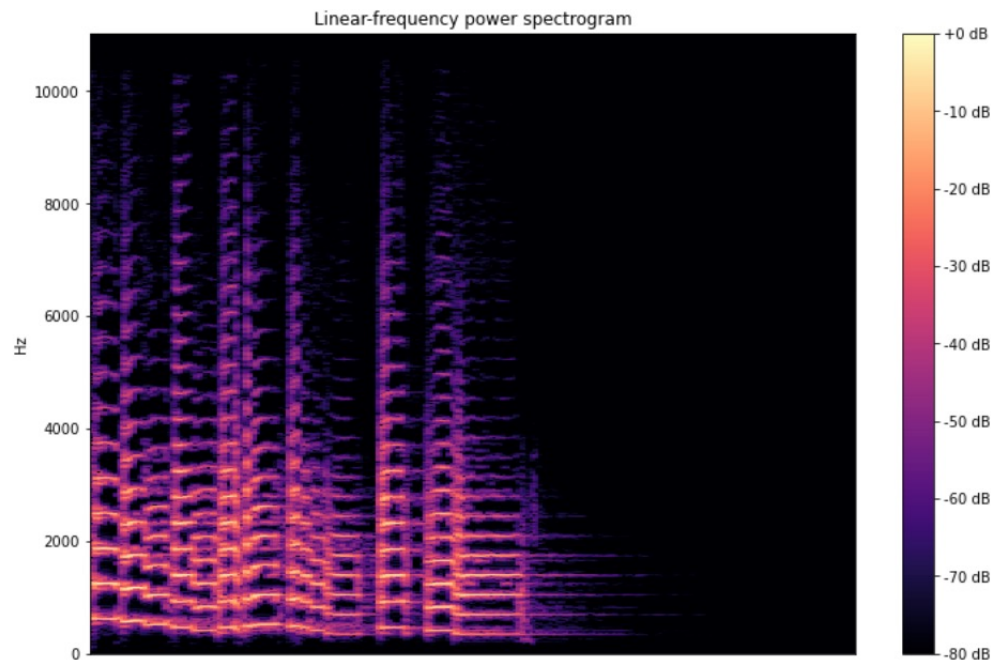 Linear-frequency power spectrogram
Hz
10000
8000
6000
4000
2000
0
+0 dB
-10 dB
-20 dB
-30 dB
-40 dB
-50 dB
-60 dB
-70 dB
-80 dB